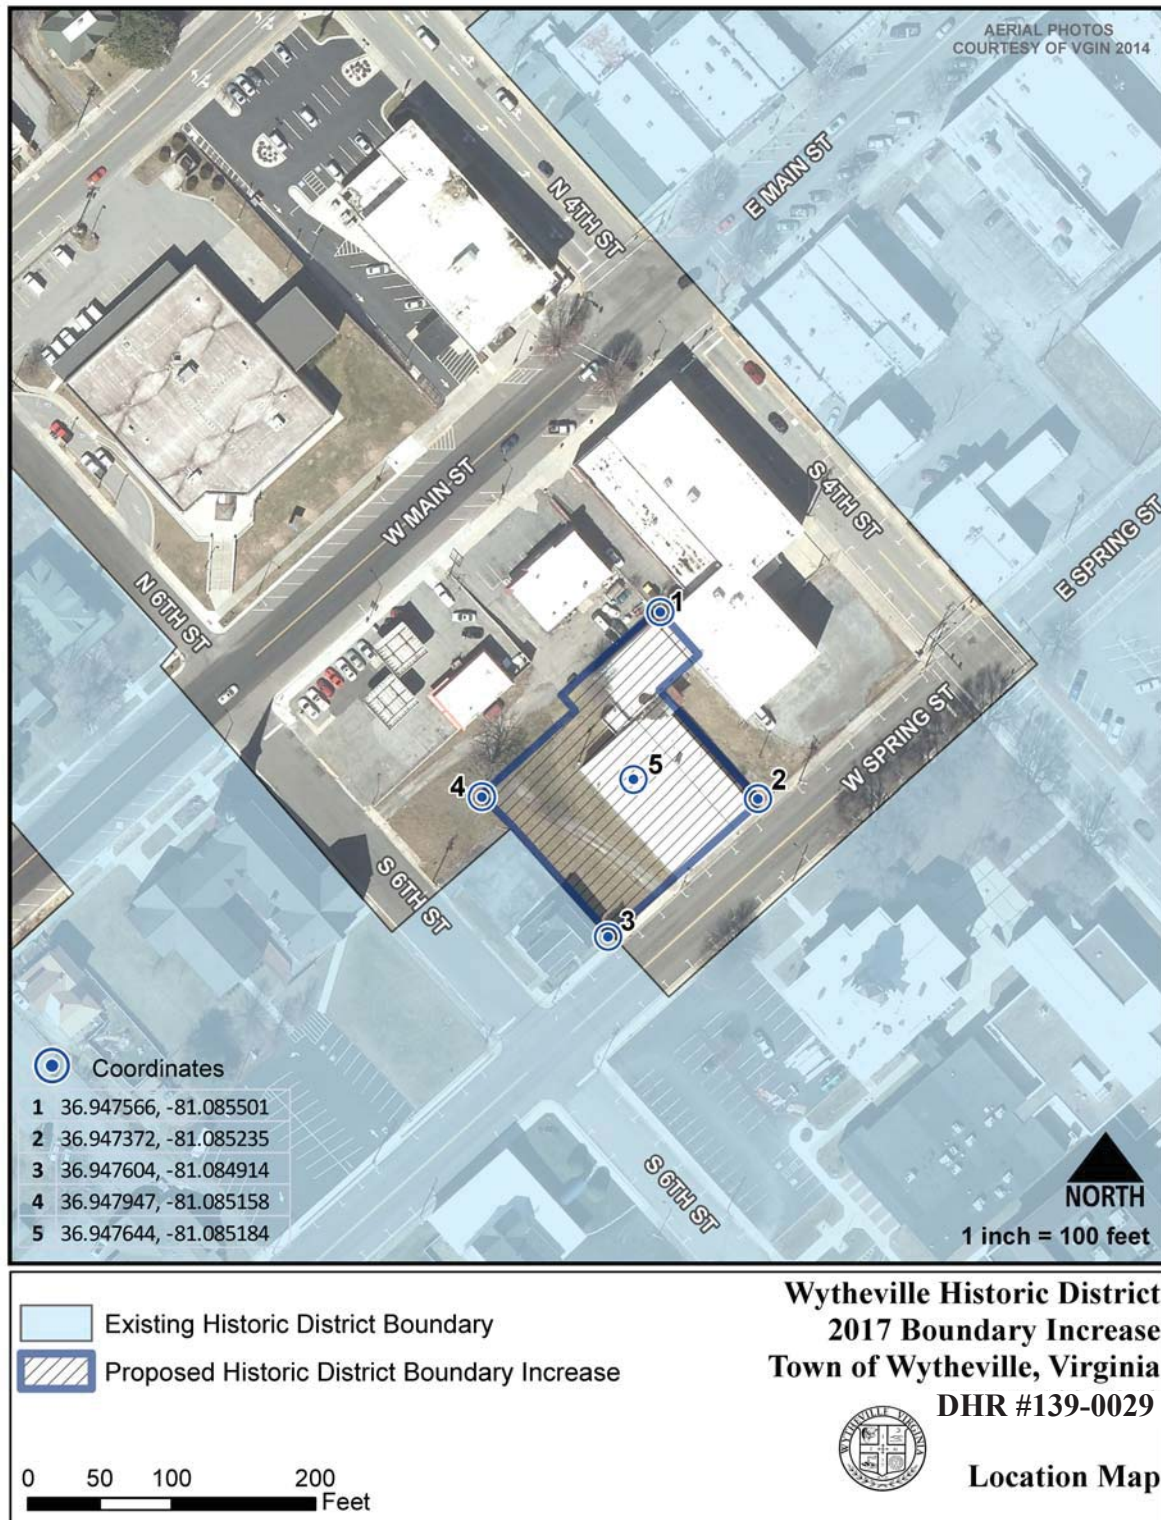 AERIAL PHOTOS
COURTESY OF VGIN 2014
E MAIN ST
N 4TH ST
W MAIN ST
S 4TH ST
E SPRING ST
N 6TH ST
1
W SPRING ST
5
2
4
S 6TH ST
3
Coordinates
1 36.947566, -81.085501
2 36.947372, -81.085235
3 36.947604, -81.084914
4 36.947947, -81.085158
5 36.947644, -81.085184
S 6TH ST
NORTH
1 inch = 100 feet
Existing Historic District Boundary
Proposed Historic District Boundary Increase
Wytheville Historic District
2017 Boundary Increase
Town of Wytheville, Virginia
DHR #139-0029
WYTHEVILLE VIRGINIA
Location Map
0 50 100 200
Feet